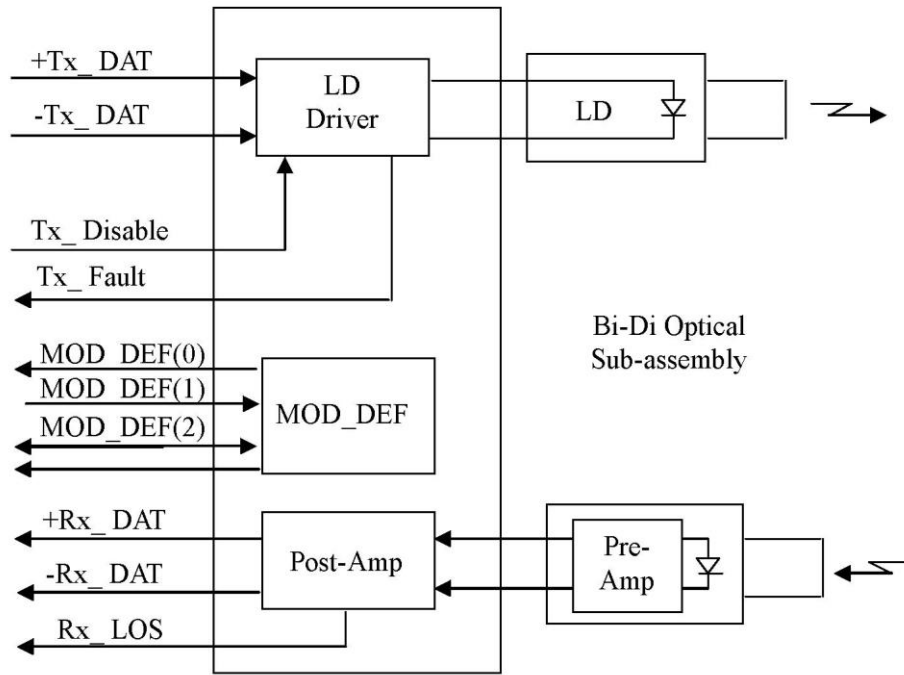 +Tx_ DAT
-Tx_ DAT
LD
Driver
LD
Tx_ Disable
Tx_ Fault
Bi-Di Optical
Sub-assembly
MOD_DEF(0)
MOD_DEF(1)
MOD_DEF(2)
MOD_DEF
+Rx_ DAT
-Rx_ DAT
Rx_ LOS
Post-Amp
Pre-
Amp